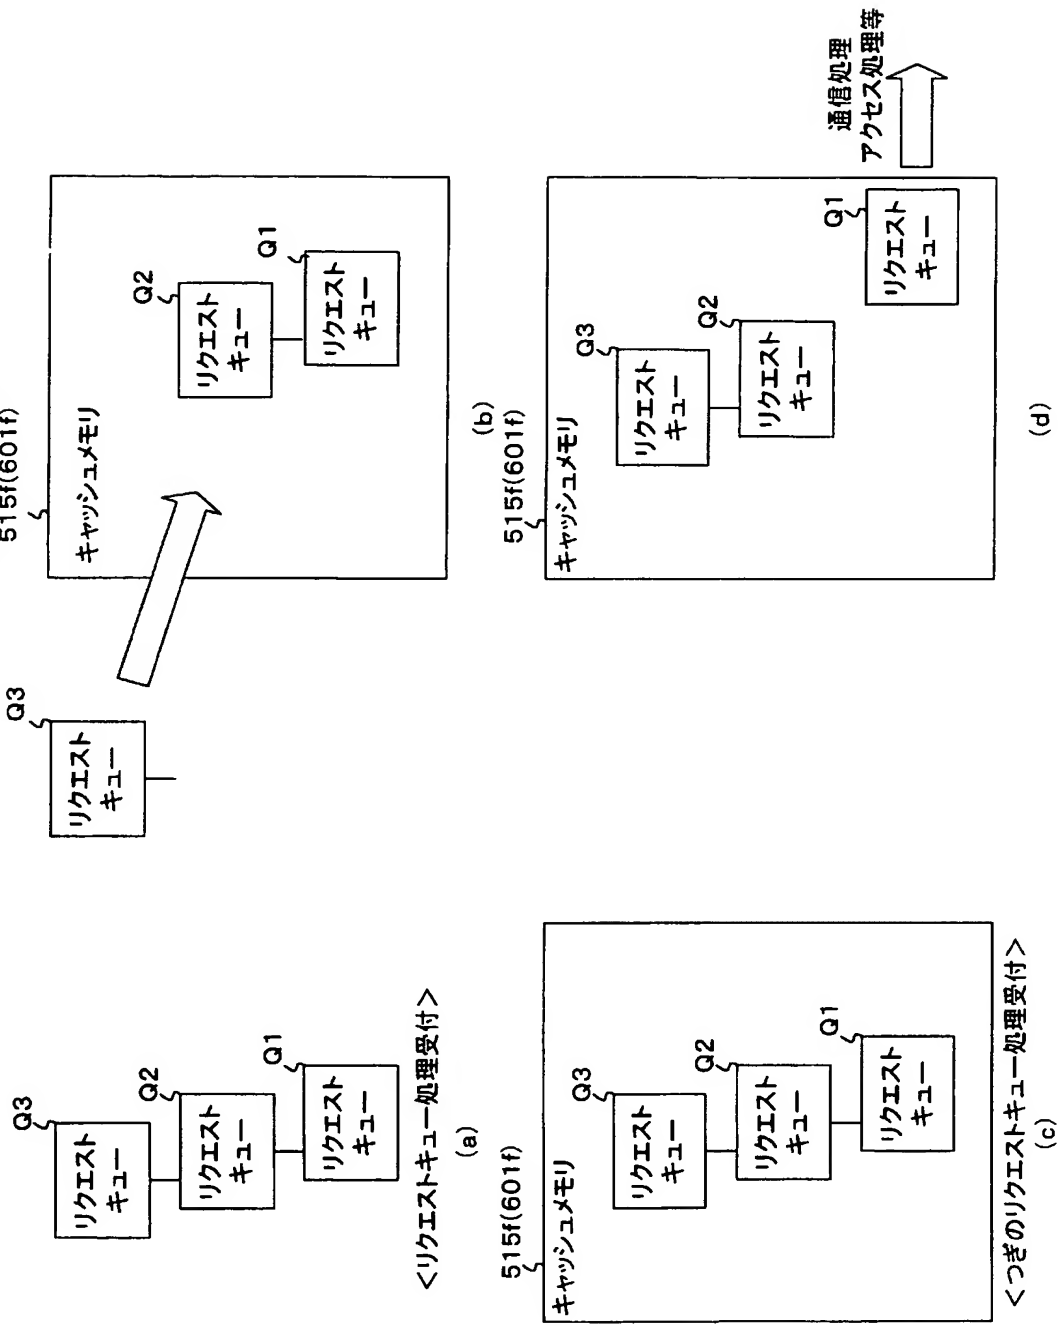 Q3
リクエスト
キュー
Q2
リクエスト
キュー
Q1
リクエスト
キュー
<リクエストキュー処理受付>
(a)
Q3
リクエスト
キュー
515f(601f)
キャッシュメモリ
Q2
リクエスト
キュー
Q1
リクエスト
キュー
(b)
515f(601f)
キャッシュメモリ
Q3
リクエスト
キュー
Q2
リクエスト
キュー
Q1
リクエスト
キュー
<つぎのリクエストキュー処理受付>
(c)
515f(601f)
キャッシュメモリ
Q3
リクエスト
キュー
Q2
リクエスト
キュー
Q1
リクエスト
キュー
通信処理
アクセス処理等
(d)